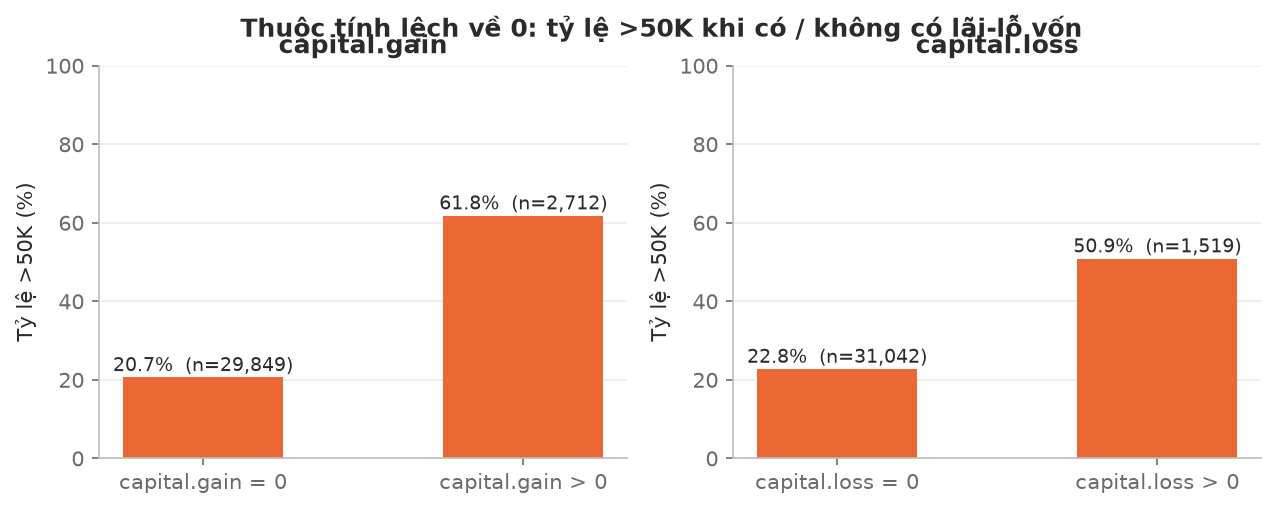 Thuộc tính lệch về 0: tỷ lệ >50K khi có / không có lãi-lỗ vốn
capital.gain
100
80
60
40
20
0
Tỷ lệ >50K (%)
20.7% (n=29,849)
61.8% (n=2,712)
capital.gain = 0
capital.gain > 0
capital.loss
100
80
60
40
20
0
Tỷ lệ >50K (%)
22.8% (n=31,042)
50.9% (n=1,519)
capital.loss = 0
capital.loss > 0